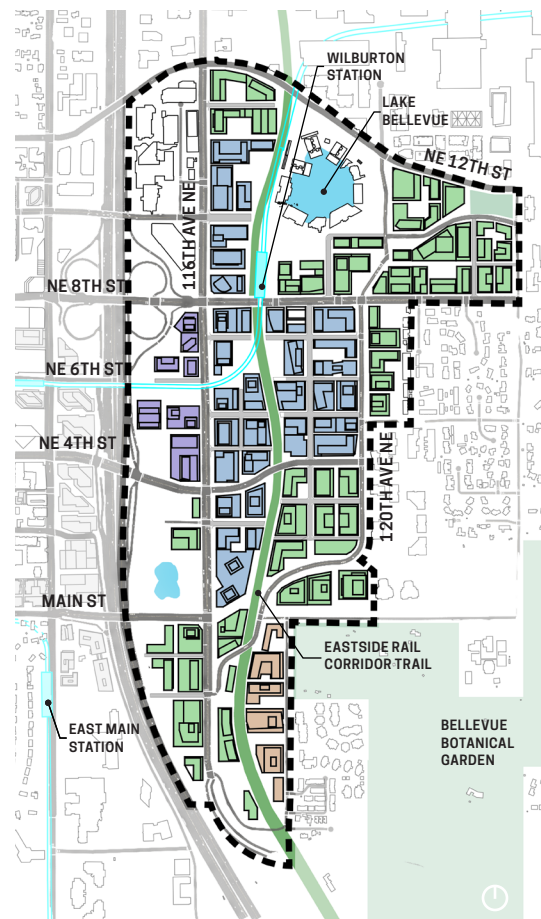 WILBURTON
STATION
LAKE
BELLEVUE
NE 12TH ST
116TH AVE NE
NE 8TH ST
NE 6TH ST
NE 4TH ST
120TH AVE NE
MAIN ST
EASTSIDE RAIL
CORRIDOR TRAIL
EAST MAIN
STATION
BELLEVUE
BOTANICAL
GARDEN